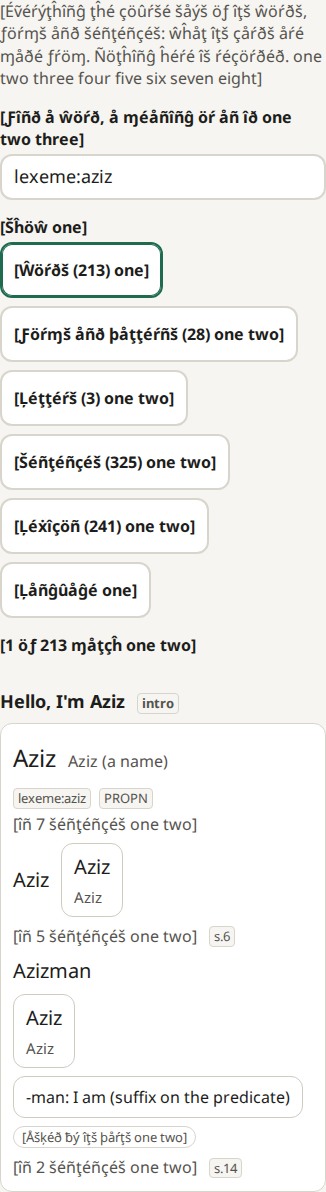 [Éṽéŕýţĥîñĝ ţĥé çöûŕšé šåýš öƒ îţš ŵöŕðš,
ƒöŕɱš åñð šéñţéñçéš: ŵĥåţ îţš çåŕðš åŕé
ɱåðé ƒŕöɱ. Ñöţĥîñĝ ĥéŕé îš ŕéçöŕðéð. one
two three four five six seven eight]
[Ƒîñð å ŵöŕð, å ɱéåñîñĝ öŕ åñ îð one
two three]
lexeme:aziz
[Šĥöŵ one]
[Ŵöŕðš (213) one]
[Ƒöŕɱš åñð þåţţéŕñš (28) one two]
[Ļéţţéŕš (3) one two]
[Šéñţéñçéš (325) one two]
[Ļéẋîçöñ (241) one two]
[Ļåñĝûåĝé one]
[1 öƒ 213 ɱåţçĥ one two]
Hello, I'm Aziz intro
Aziz Aziz (a name)
lexeme:aziz PROPN
[îñ 7 šéñţéñçéš one two]
Aziz Aziz
Aziz
[îñ 5 šéñţéñçéš one two] s.6
Azizman
Aziz
Aziz
-man: I am (suffix on the predicate)
[Åšķéð ƀý îţš þåŕţš one two]
[îñ 2 šéñţéñçéš one two] s.14